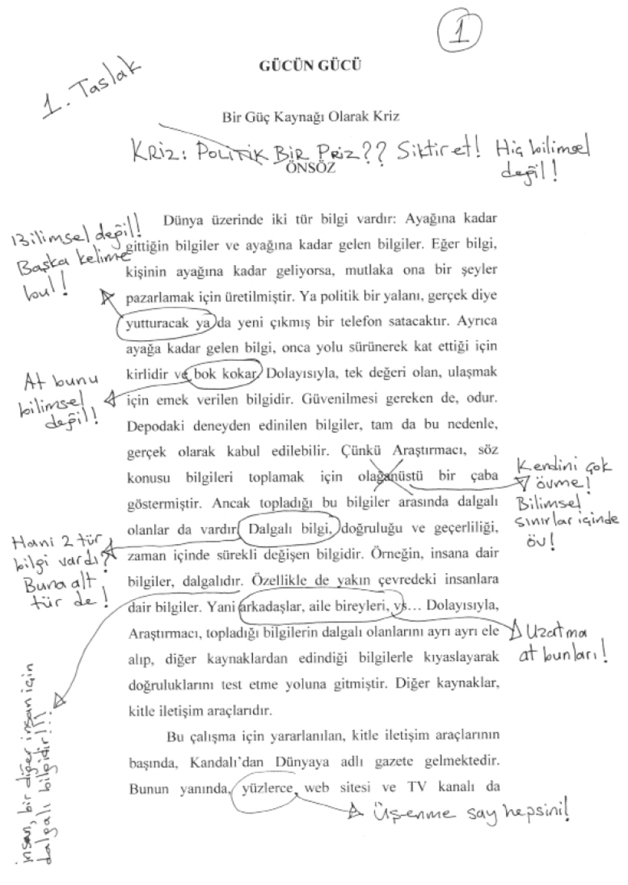 1
GÜCÜN GÜCÜ
1. Taslak
Bir Güç Kaynağı Olarak Kriz
KRİZ: POLİTİK BİR PRİZ?? Siktir et! Hiç bilimsel
değil!
ÖNSÖZ
Dünya üzerinde iki tür bilgi vardır: Ayağına kadar
gittiğin bilgiler ve ayağına kadar gelen bilgiler. Eğer bilgi,
kişinin ayağına kadar geliyorsa, mutlaka ona bir şeyler
pazarlamak için üretilmiştir. Ya politik bir yalanı, gerçek diye
yutturacak ya da yeni çıkmış bir telefon satacaktır. Ayrıca
ayağa kadar gelen bilgi, onca yolu sürünerek kat ettiği için
kirlidir ve bok kokar. Dolayısıyla, tek değeri olan, ulaşmak
için emek verilen bilgidir. Güvenilmesi gereken de, odur.
Depodaki deneyden edinilen bilgiler, tam da bu nedenle,
gerçek olarak kabul edilebilir. Çünkü Araştırmacı, söz
konusu bilgileri toplamak için olağanüstü bir çaba
göstermiştir. Ancak topladığı bu bilgiler arasında dalgalı
olanlar da vardır. Dalgalı bilgi, doğruluğu ve geçerliliği,
zaman içinde sürekli değişen bilgidir. Örneğin, insana dair
bilgiler, dalgalıdır. Özellikle de yakın çevredeki insanlara
dair bilgiler. Yani arkadaşlar, aile bireyleri, vs... Dolayısıyla,
Araştırmacı, topladığı bilgilerin dalgalı olanlarını ayrı ayrı ele
alıp, diğer kaynaklardan edindiği bilgilerle kıyaslayarak
doğruluklarını test etme yoluna gitmiştir. Diğer kaynaklar,
kitle iletişim araçlarıdır.
Bu çalışma için yararlanılan, kitle iletişim araçlarının
başında, Kandalı'dan Dünyaya adlı gazete gelmektedir.
Bunun yanında, yüzlerce web sitesi ve TV kanalı da
Bilimsel değil!
Başka kelime
bul!
At bunu
bilimsel
değil!
Kendini çok
övme!
Bilimsel
sınırlar içinde
öv!
Hani 2 tür
bilgi vardı?
Buna alt
tür de!
Uzatma
at bunları!
insan, bir diğer insan için
dalgalı bilgidir!!!
Üşenme say hepsini!